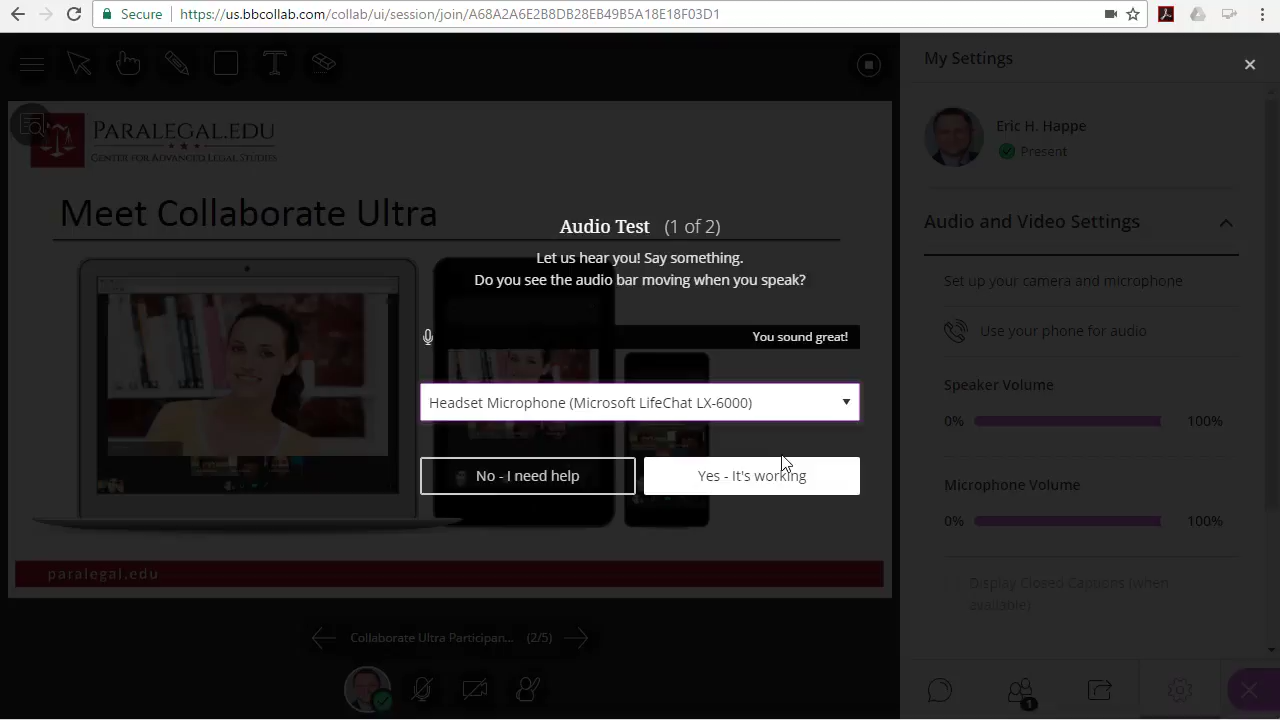 Secure
https://us.bbcollab.com/collab/ui/session/join/A68A2A6E2B8DB28EB49B5A18E18F03D1
My Settings
PARALEGAL.EDU
CENTER FOR ADVANCED LEGAL STUDIES
Eric H. Happe
Present
Meet Collaborate Ultra
Audio and Video Settings
Audio Test (1 of 2)
Let us hear you! Say something.
Do you see the audio bar moving when you speak?
Set up your camera and microphone
Use your phone for audio
You sound great!
Speaker Volume
Headset Microphone (Microsoft LifeChat LX-6000)
0% 100%
No - I need help
Yes - It's working
Microphone Volume
0% 100%
paralegal.edu
Display Closed Captions (when
available)
Collaborate Ultra Participan... (2/5)
1